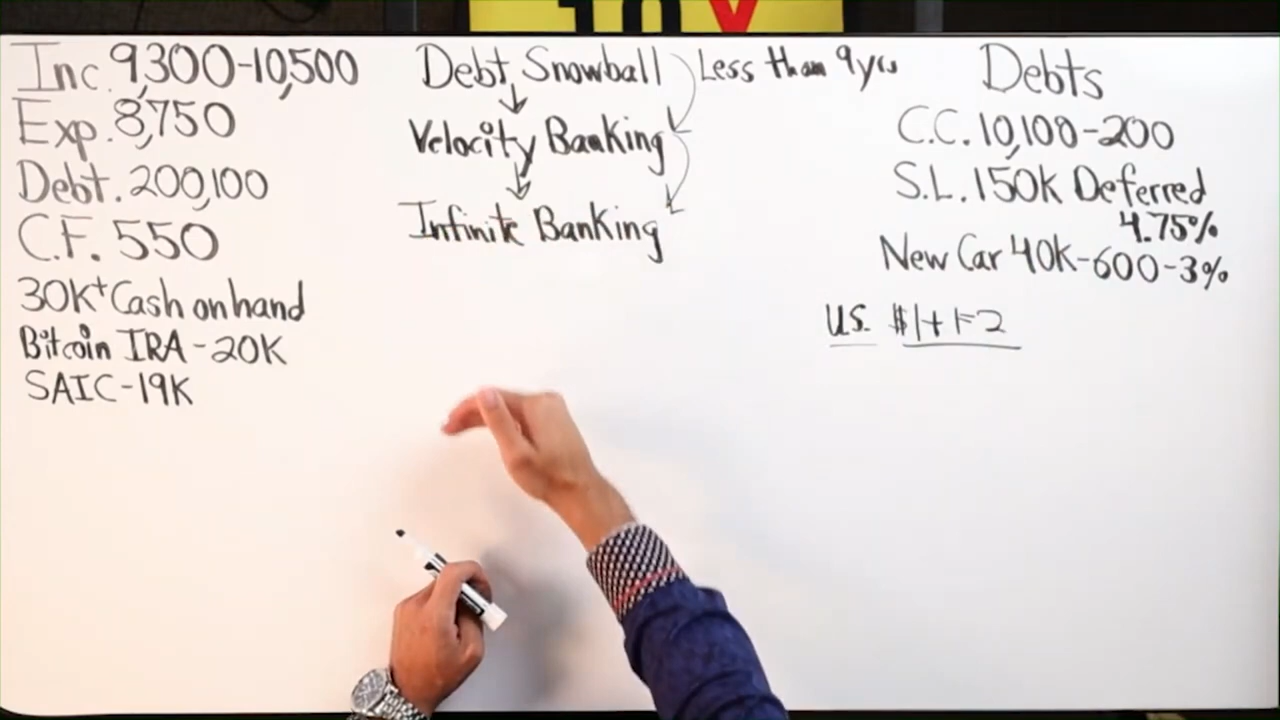 10X
Inc. 9,300-10,500
Exp. 8,750
Debt. 200,100
C.F. 550
30K+ Cash on hand
Bitcoin IRA - 20K
SAIC - 19K
Debt Snowball
Less than 9yrs
Velocity Banking
Infinite Banking
Debts
C.C. 10,100-200
S.L. 150K Deferred
4.75%
New Car 40K-600-3%
U.S. $1+1=2